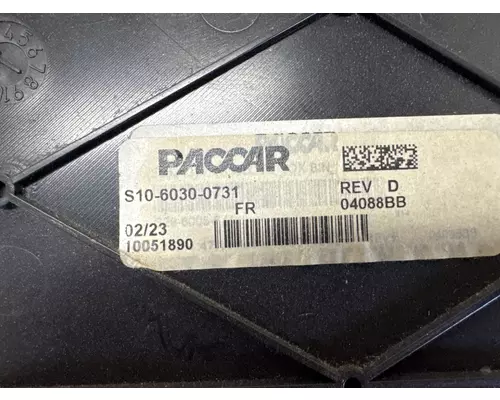 PACCAR
S10-6030-0731 REV D
FR 04088BB
02/23
10051890